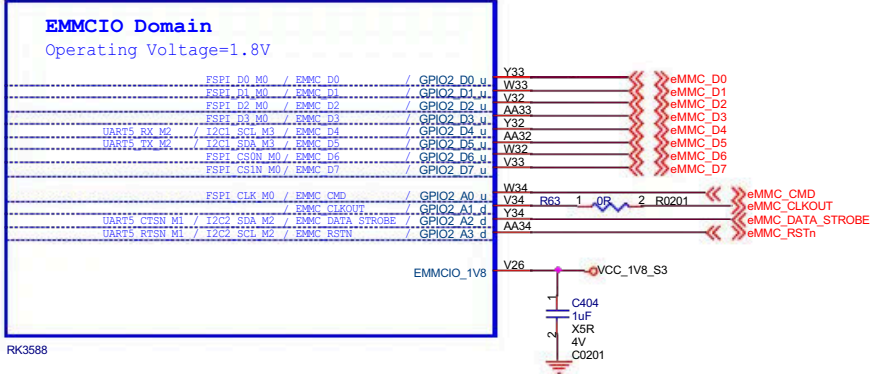 EMMCIO Domain
Operating Voltage=1.8V
FSPI_D0_M0 / EMMC_D0 / GPIO2_D0_u Y33 eMMC_D0
FSPI_D1_M0 / EMMC_D1 / GPIO2_D1_u W33 eMMC_D1
FSPI_D2_M0 / EMMC_D2 / GPIO2_D2_u V32 eMMC_D2
FSPI_D3_M0 / EMMC_D3 / GPIO2_D3_u AA33 eMMC_D3
UART5_RX_M2 / I2C1_SCL_M3 / EMMC_D4 / GPIO2_D4_u Y32 eMMC_D4
UART5_TX_M2 / I2C1_SDA_M3 / EMMC_D5 / GPIO2_D5_u AA32 eMMC_D5
FSPI_CS0N_M0 / EMMC_D6 / GPIO2_D6_u W32 eMMC_D6
FSPI_CS1N_M0 / EMMC_D7 / GPIO2_D7_u V33 eMMC_D7
FSPI_CLK_M0 / EMMC_CMD / GPIO2_A0_u W34 eMMC_CMD
/ EMMC_CLKOUT / GPIO2_A1_d V34 R63 1 0R 2 R0201 eMMC_CLKOUT
UART5_CTSN_M1 / I2C2_SDA_M2 / EMMC_DATA_STROBE / GPIO2_A2_d Y34 eMMC_DATA_STROBE
UART5_RTSN_M1 / I2C2_SCL_M2 / EMMC_RSTN / GPIO2_A3_d AA34 eMMC_RSTn
EMMCIO_1V8 V26 VCC_1V8_S3
1
C404
1uF
X5R
2
4V
C0201
RK3588